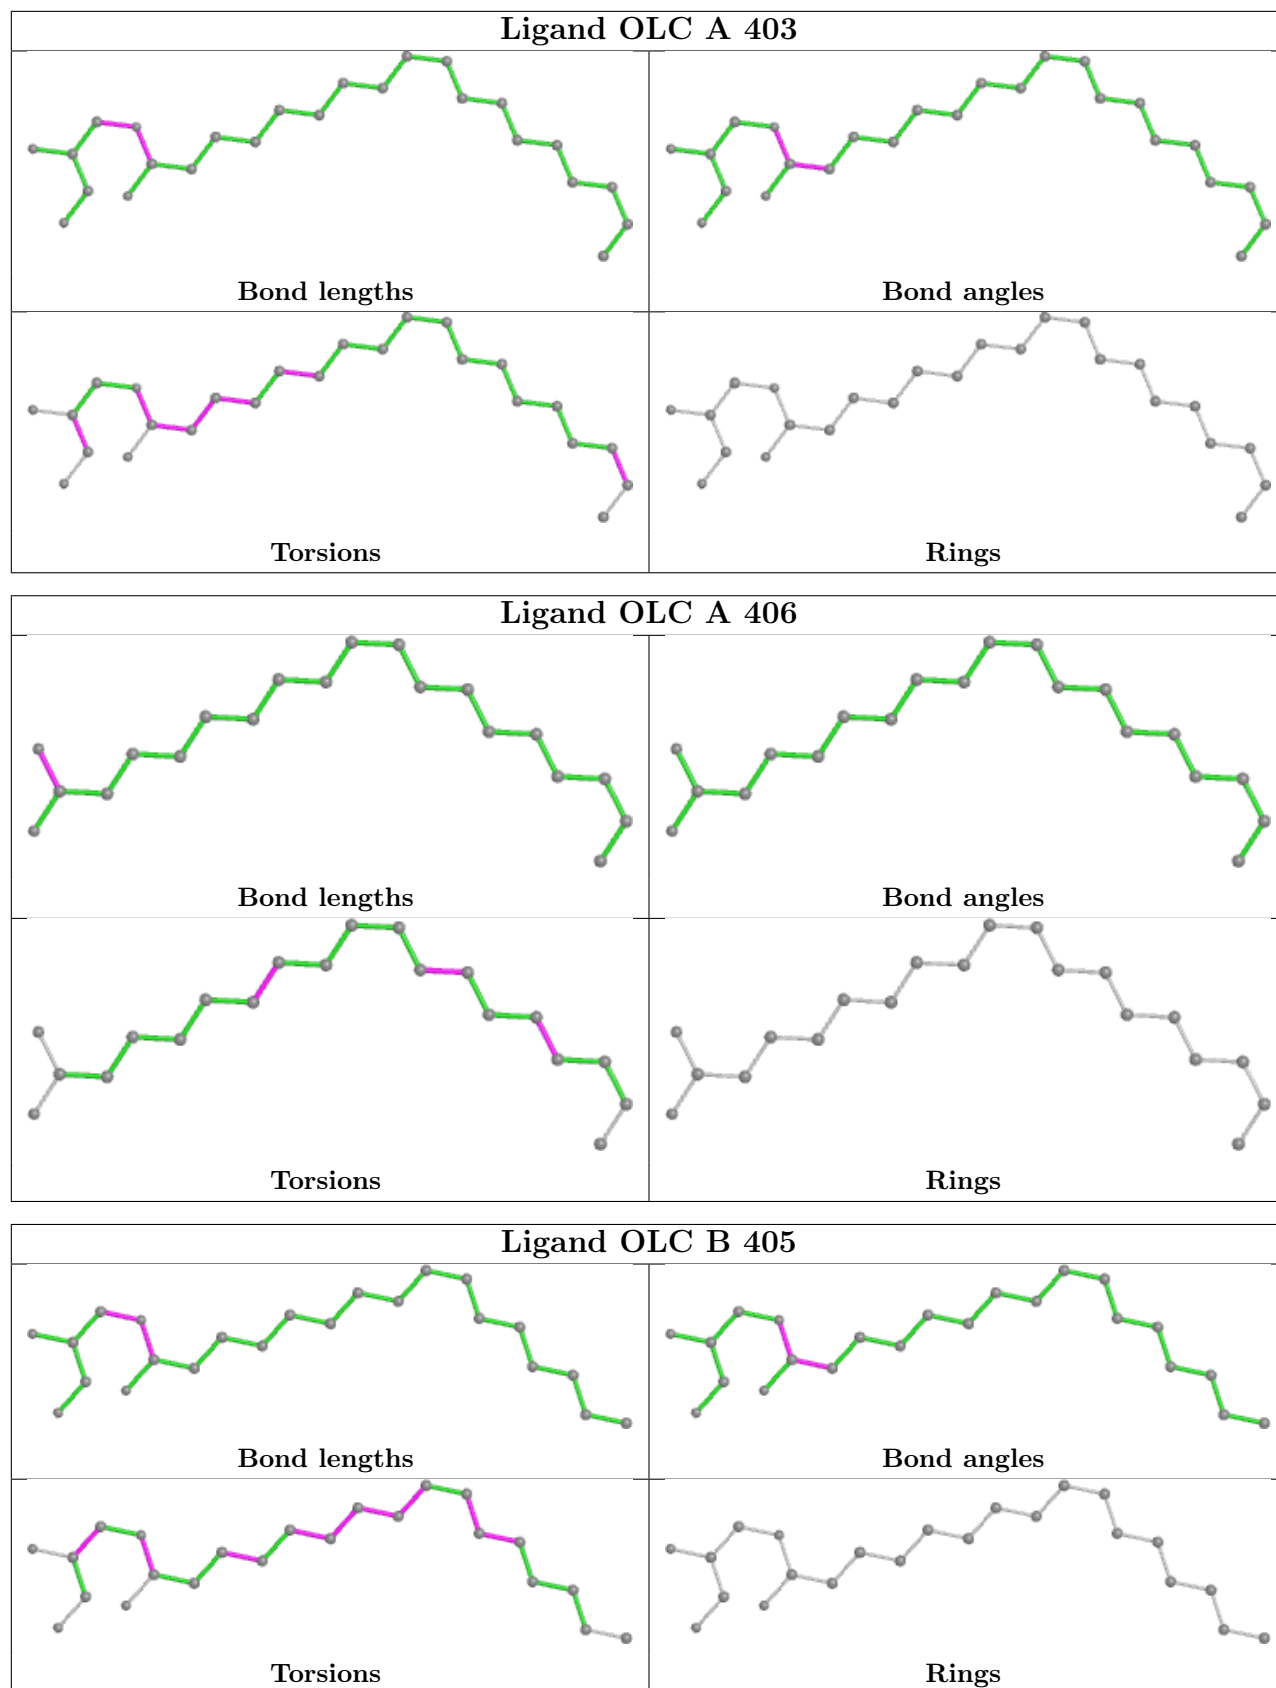 Ligand OLC A 403
Bond lengths
Bond angles
Torsions
Rings
Ligand OLC A 406
Bond lengths
Bond angles
Torsions
Rings
Ligand OLC B 405
Bond lengths
Bond angles
Torsions
Rings